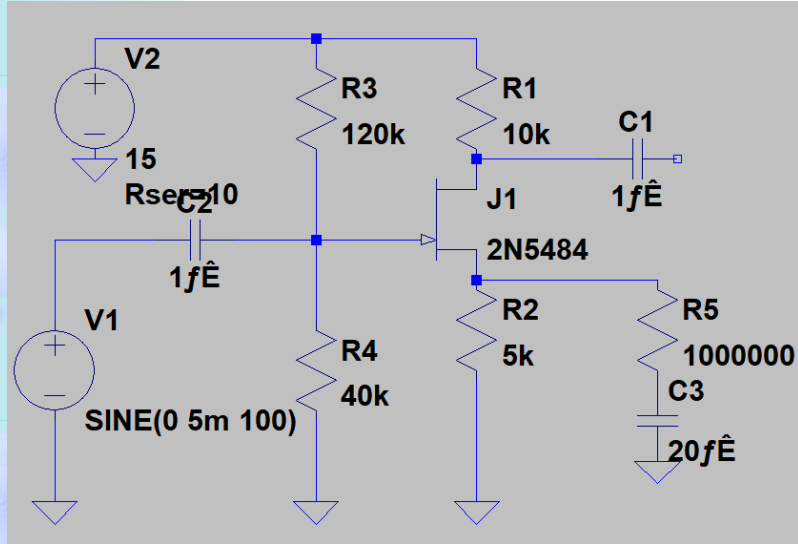 V2
15
Rser=10
R3
120k
R1
10k
C1
1ƒÊ
J1
2N5484
C2
1ƒÊ
V1
SINE(0 5m 100)
R4
40k
R2
5k
R5
1000000
C3
20ƒÊ